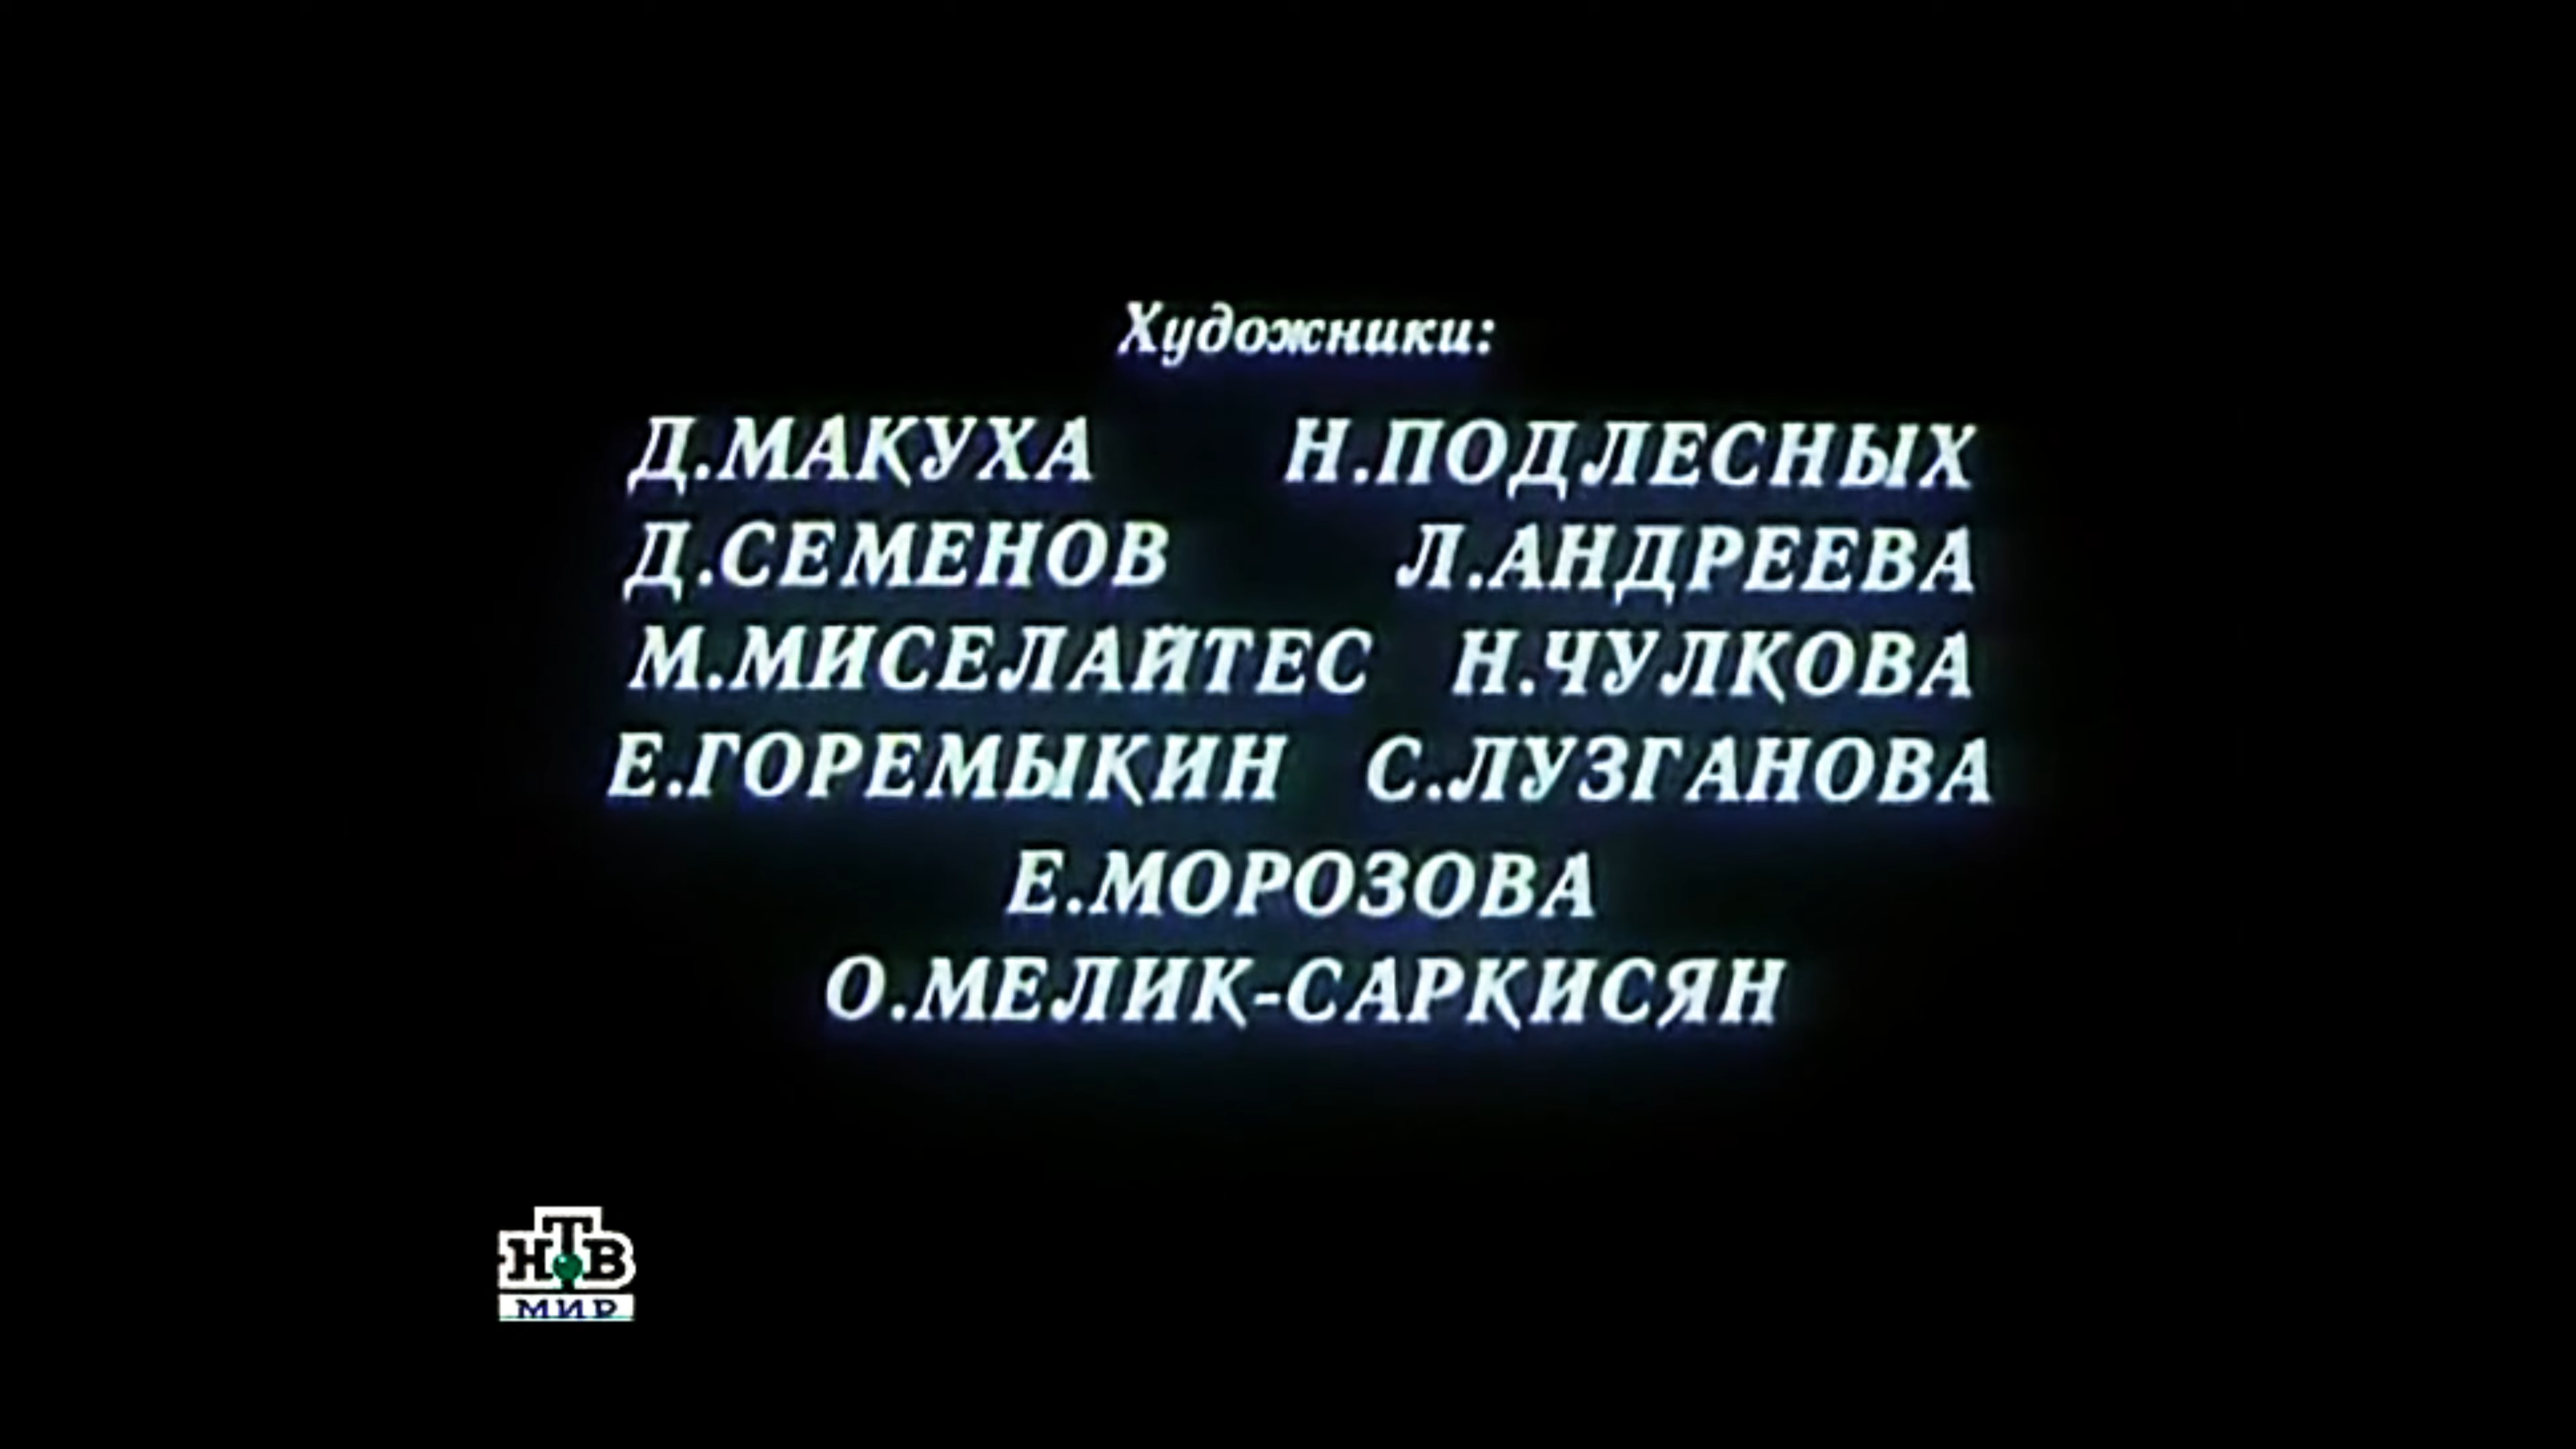 Художники:
Д.МАКУХА Н.ПОДЛЕСНЫХ
Д.СЕМЕНОВ Л.АНДРЕЕВА
М.МИСЕЛАЙТЕС Н.ЧУЛКОВА
Е.ГОРЕМЫКИН С.ЛУЗГАНОВА
Е.МОРОЗОВА
О.МЕЛИК-САРКИСЯН
НТВ
МИР